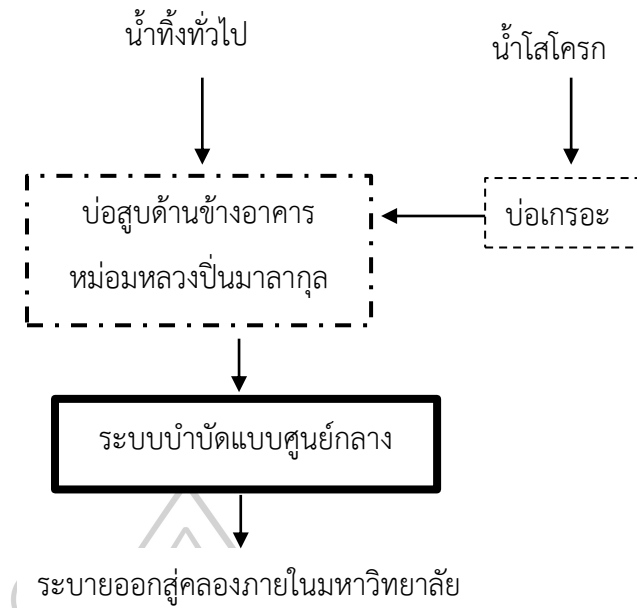 น้ำทิ้งทั่วไป
น้ำโสโครก
บ่อสูบด้านข้างอาคาร
หม่อมหลวงปิ่นมาลากุล
บ่อเกรอะ
ระบบบำบัดแบบศูนย์กลาง
ระบายออกสู่คลองภายในมหาวิทยาลัย